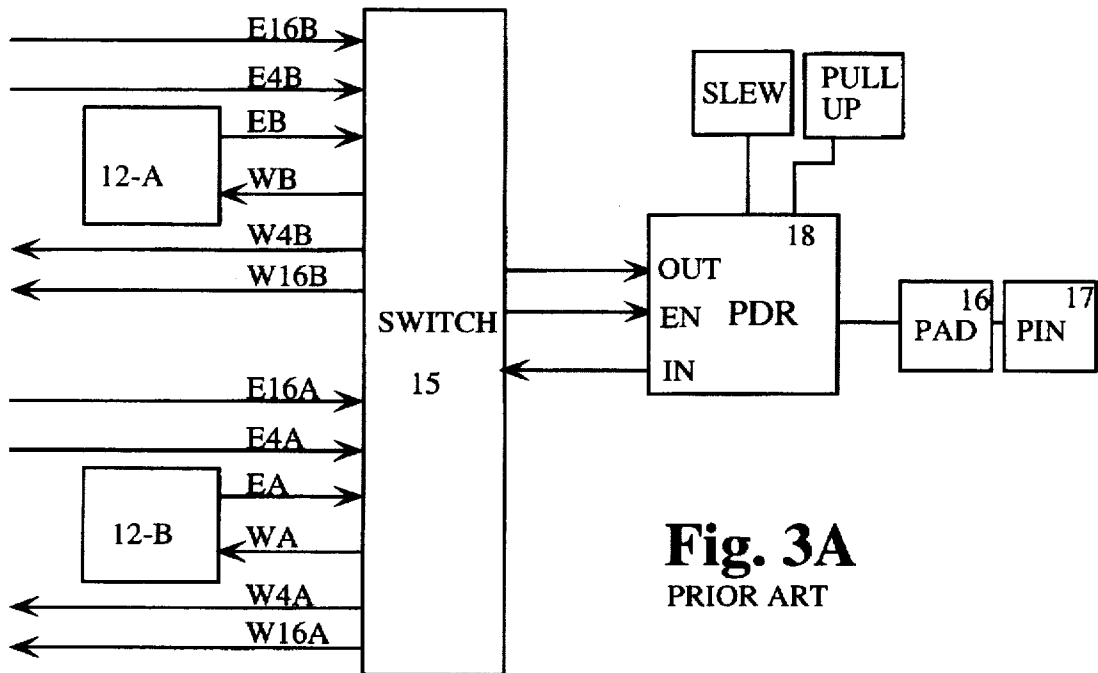 E16B
E4B
EB
12-A
WB
W4B
W16B
SWITCH
15
E16A
E4A
EA
12-B
WA
W4A
W16A
SLEW
PULL
UP
18
OUT
EN
PDR
IN
16
PAD
17
PIN
Fig. 3A
PRIOR ART